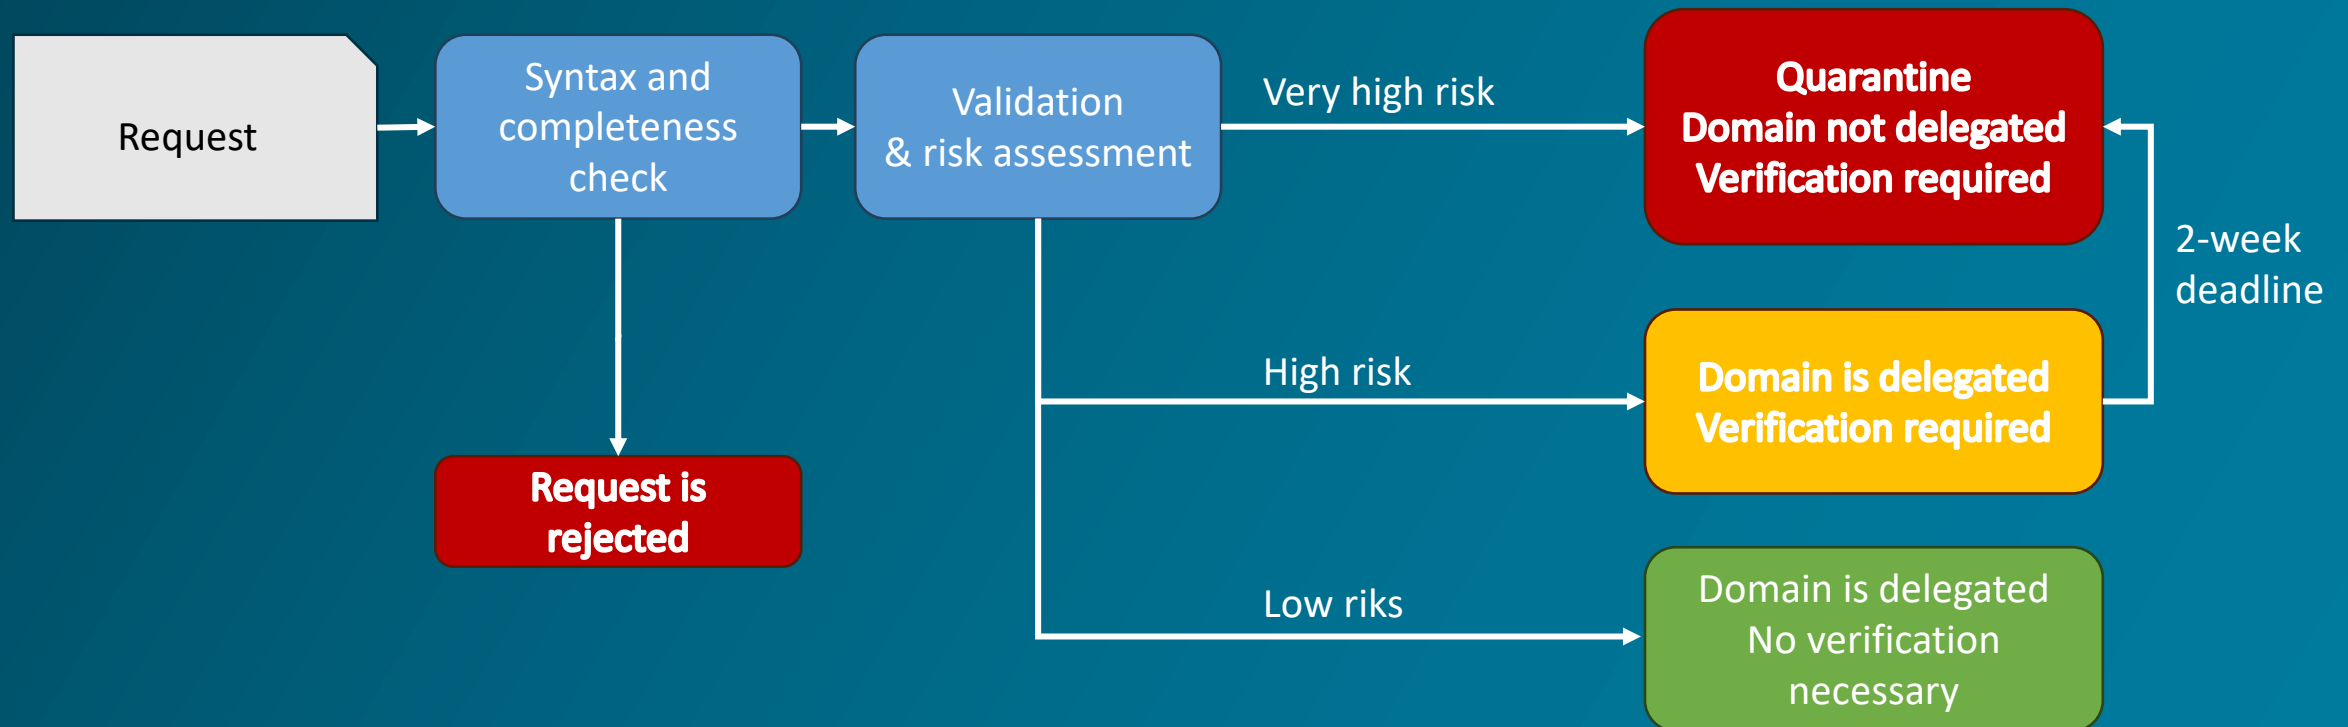 Request
Syntax and
completeness
check
Validation
& risk assessment
Very high risk
Quarantine
Domain not delegated
Verification required
2-week
deadline
High risk
Domain is delegated
Verification required
Request is
rejected
Low riks
Domain is delegated
No verification
necessary